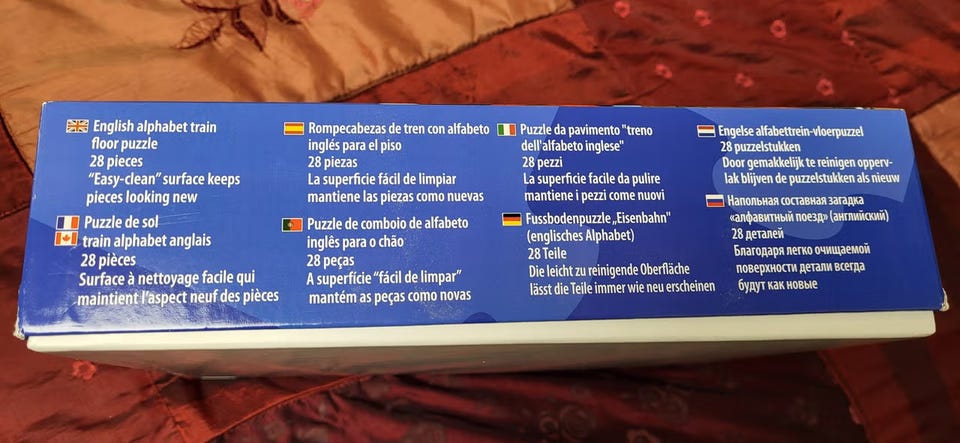 English alphabet train
floor puzzle
28 pieces
“Easy-clean” surface keeps
pieces looking new
Puzzle de sol
train alphabet anglais
28 pièces
Surface à nettoyage facile qui
maintient l’aspect neuf des pièces
Rompecabezas de tren con alfabeto
inglés para el piso
28 piezas
La superficie fácil de limpiar
mantiene las piezas como nuevas
Puzzle de comboio de alfabeto
inglês para o chão
28 peças
A superfície “fácil de limpar”
mantém as peças como novas
Puzzle da pavimento "treno
dell'alfabeto inglese"
28 pezzi
La superficie facile da pulire
mantiene i pezzi come nuovi
Fussbodenpuzzle „Eisenbahn“
(englisches Alphabet)
28 Teile
Die leicht zu reinigende Oberfläche
lässt die Teile immer wie neu erscheinen
Engelse alfabettrein-vloerpuzzel
28 puzzelstukken
Door gemakkelijk te reinigen opperv-
lak blijven de puzzelstukken als nieuw
Напольная составная загадка
«алфавитный поезд» (английский)
28 деталей
Благодаря легко очищаемой
поверхности детали всегда
будут как новые